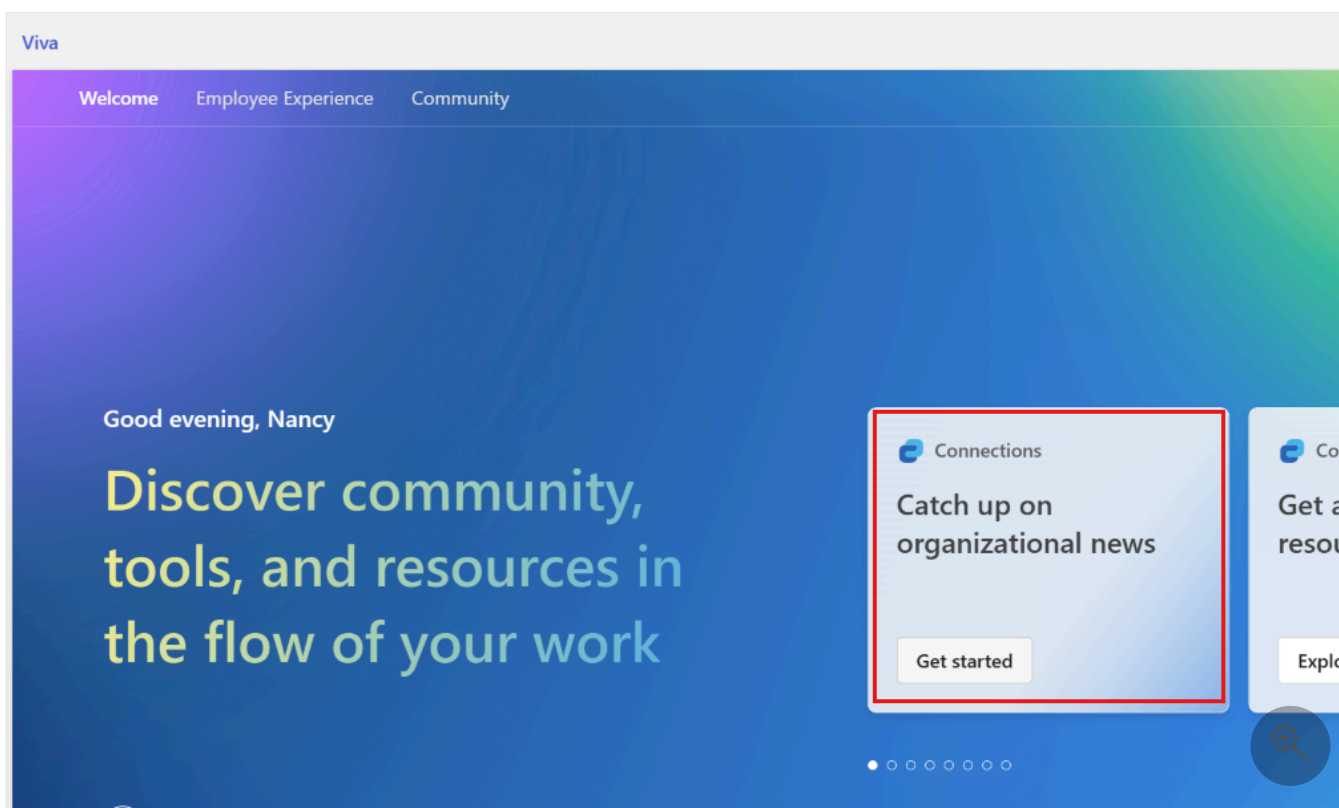 Viva
Welcome Employee Experience Community
Good evening, Nancy
Discover community,
tools, and resources in
the flow of your work
Connections
Catch up on
organizational news
Get started
Get